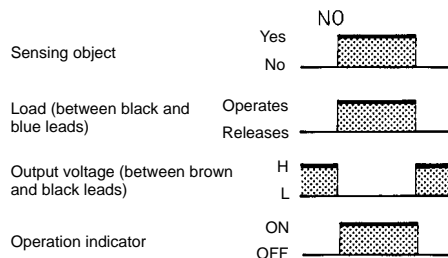 NO
Sensing object
Yes
No
Load (between black and
blue leads)
Operates
Releases
Output voltage (between brown
and black leads)
H
L
Operation indicator
ON
OFF